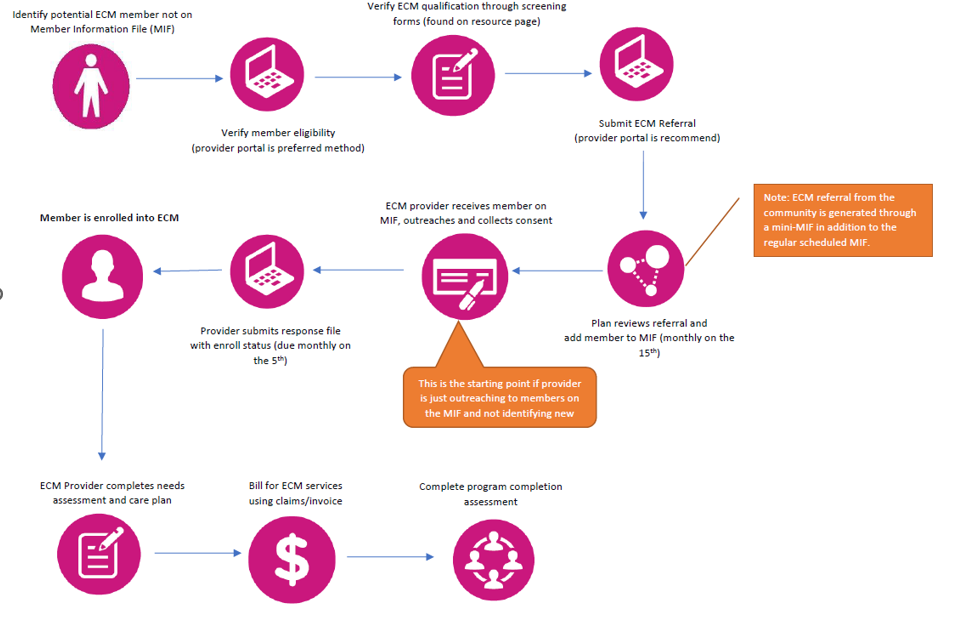 Identify potential ECM member not on
Member Information File (MIF)
Verify ECM qualification through screening
forms (found on resource page)
Verify member eligibility
(provider portal is preferred method)
Submit ECM Referral
(provider portal is recommend)
Note: ECM referral from the
community is generated through
a mini-MIF in addition to the
regular scheduled MIF.
Plan reviews referral and
add member to MIF (monthly on the
15th)
ECM provider receives member on
MIF, outreaches and collects consent
This is the starting point if provider
is just outreaching to members on
the MIF and not identifying new
Provider submits response file
with enroll status (due monthly on
the 5th)
Member is enrolled into ECM
ECM Provider completes needs
assessment and care plan
Bill for ECM services
using claims/invoice
$
Complete program completion
assessment